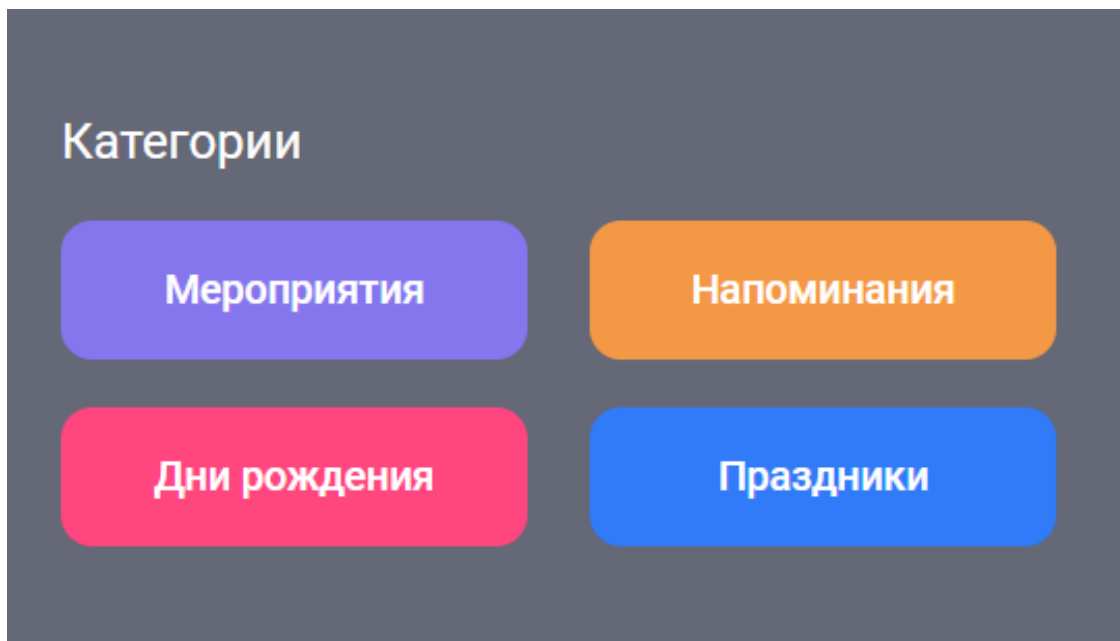 Категории
Мероприятия
Напоминания
Дни рождения
Праздники